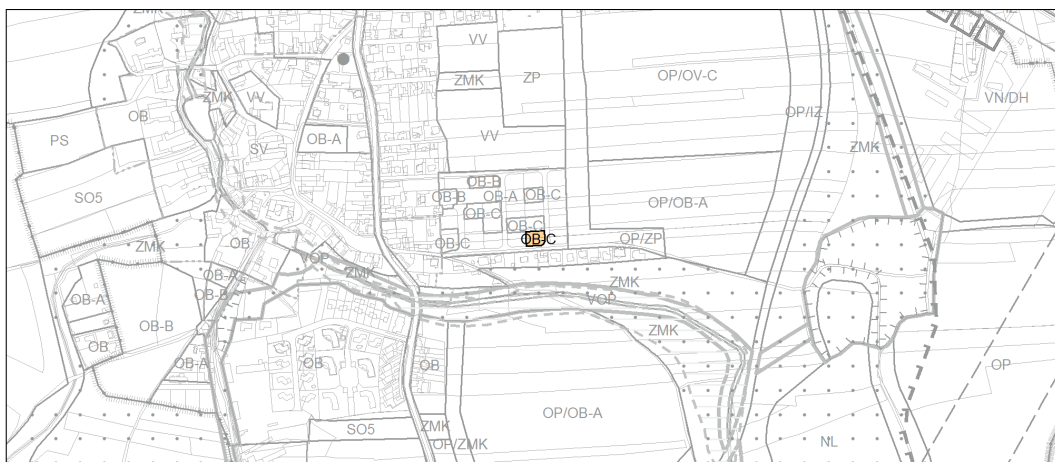 ZMK
VV
ZMK
ZP
OP/OV-C
VN/DH
ZMK
VV
OP/IZ
OB
PS
OB-A
VV
ZMK
SV
SO5
OB-B
OB-B
OB-A
OB-C
OP/OB-A
OB-C
OB-C
OB-C
OB-C
OP/ZP
ZMK
OB
VOP
ZMK
ZMK
OB-A
OB-B
VOP
OB-A
OB-B
ZMK
OB
OB-A
OB
OB
OP
OP/OB-A
SO5
ZMK
OP/ZMK
NL